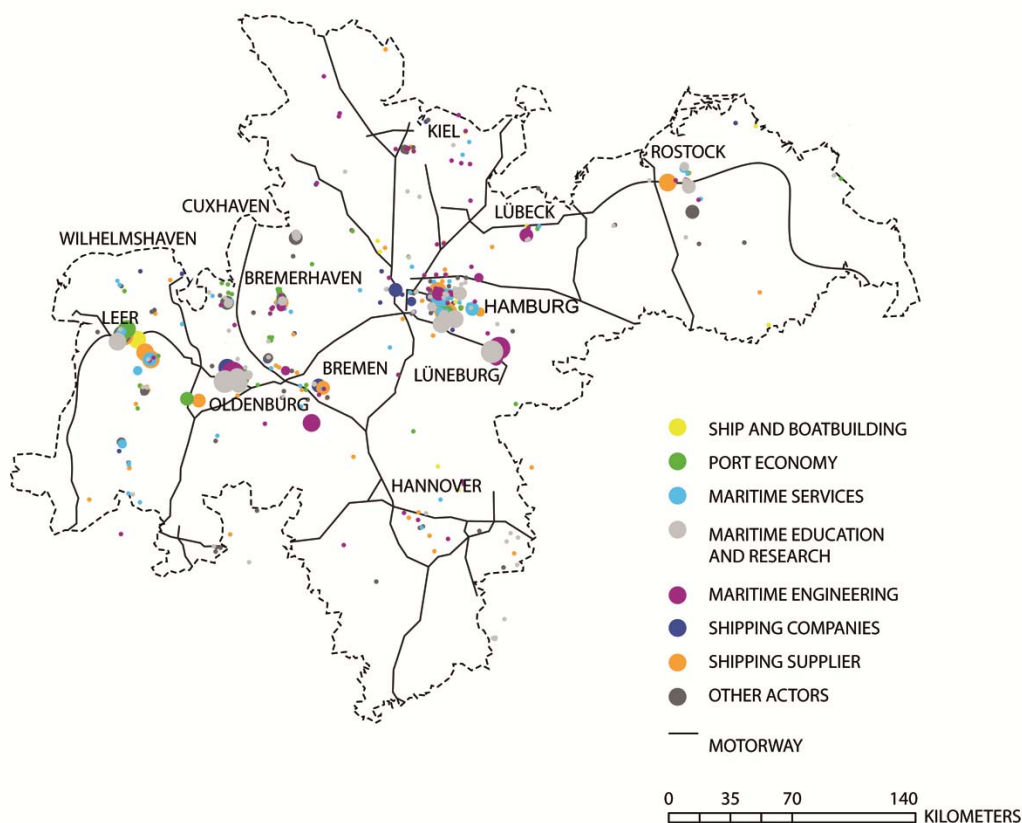 KIEL
ROSTOCK
CUXHAVEN
LÜBECK
WILHELMSHAVEN
BREMERHAVEN
HAMBURG
LEER
LÜNEBURG
BREMEN
OLDENBURG
HANNOVER
SHIP AND BOATBUILDING
PORT ECONOMY
MARITIME SERVICES
MARITIME EDUCATION
AND RESEARCH
MARITIME ENGINEERING
SHIPPING COMPANIES
SHIPPING SUPPLIER
OTHER ACTORS
MOTORWAY
0 35 70 140
KILOMETERS